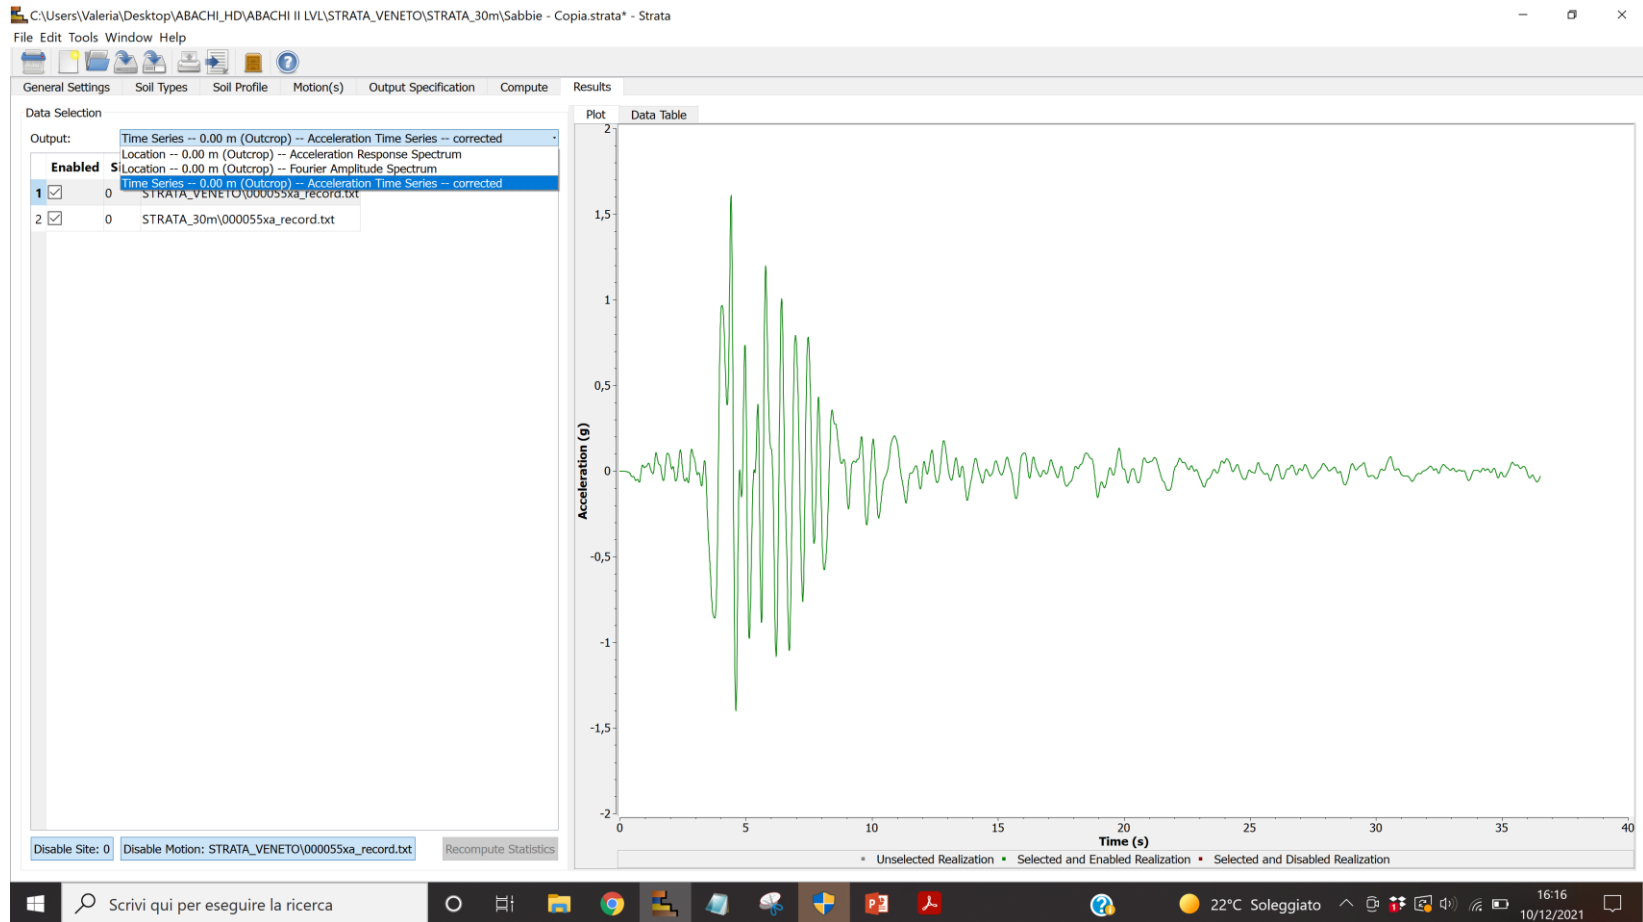 C:\Users\Valeria\Desktop\ABACHI_HD\ABACHI II LVL\STRATA_VENETO\STRATA_30m\Sabbie - Copia.strata* - Strata
File Edit Tools Window Help
General Settings Soil Types Soil Profile Motion(s) Output Specification Compute Results
Data Selection
Output: Time Series -- 0.00 m (Outcrop) -- Acceleration Time Series -- corrected
Location -- 0.00 m (Outcrop) -- Acceleration Response Spectrum
Location -- 0.00 m (Outcrop) -- Fourier Amplitude Spectrum
Time Series -- 0.00 m (Outcrop) -- Acceleration Time Series -- corrected
Enabled
1 0 STRATA_VENETO\000055xa_record.txt
2 0 STRATA_30m\000055xa_record.txt
Disable Site: 0 Disable Motion: STRATA_VENETO\000055xa_record.txt Recompute Statistics
Plot Data Table
2
1,5
1
0,5
0
-0,5
-1
-1,5
-2
Acceleration (g)
0 5 10 15 20 25 30 35 40
Time (s)
Unselected Realization Selected and Enabled Realization Selected and Disabled Realization
Scrivi qui per eseguire la ricerca
22°C Soleggiato
16:16
10/12/2021